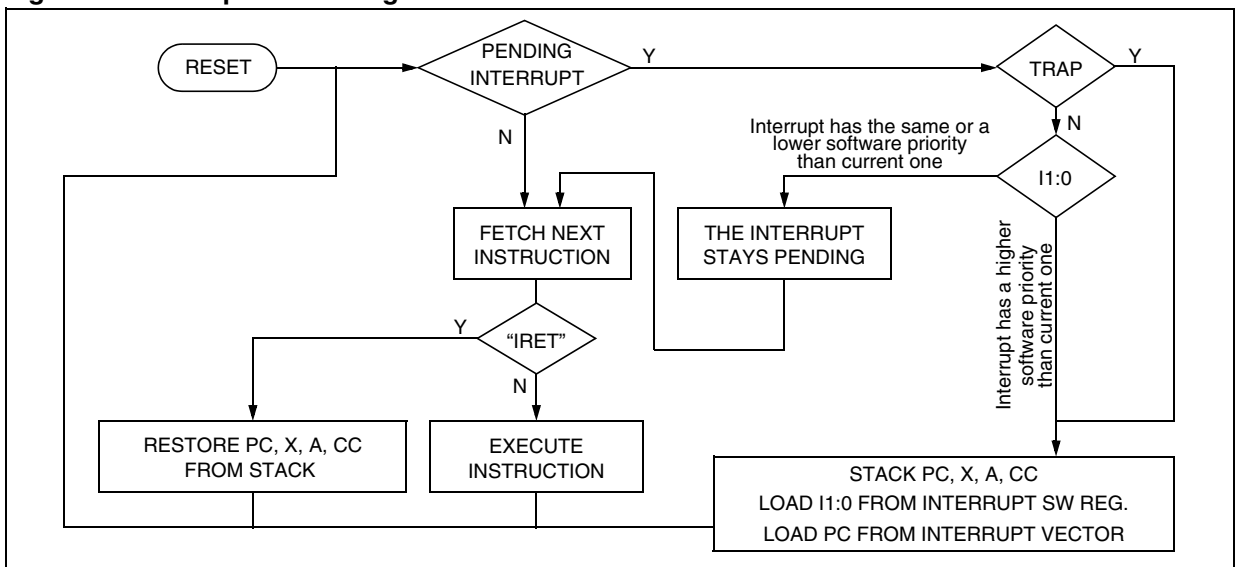 RESET
PENDING
INTERRUPT
Y
TRAP
Y
N
N
Interrupt has the same or a
lower software priority
than current one
I1:0
FETCH NEXT
INSTRUCTION
THE INTERRUPT
STAYS PENDING
Interrupt has a higher
software priority
than current one
Y
“IRET”
N
RESTORE PC, X, A, CC
FROM STACK
EXECUTE
INSTRUCTION
STACK PC, X, A, CC
LOAD I1:0 FROM INTERRUPT SW REG.
LOAD PC FROM INTERRUPT VECTOR